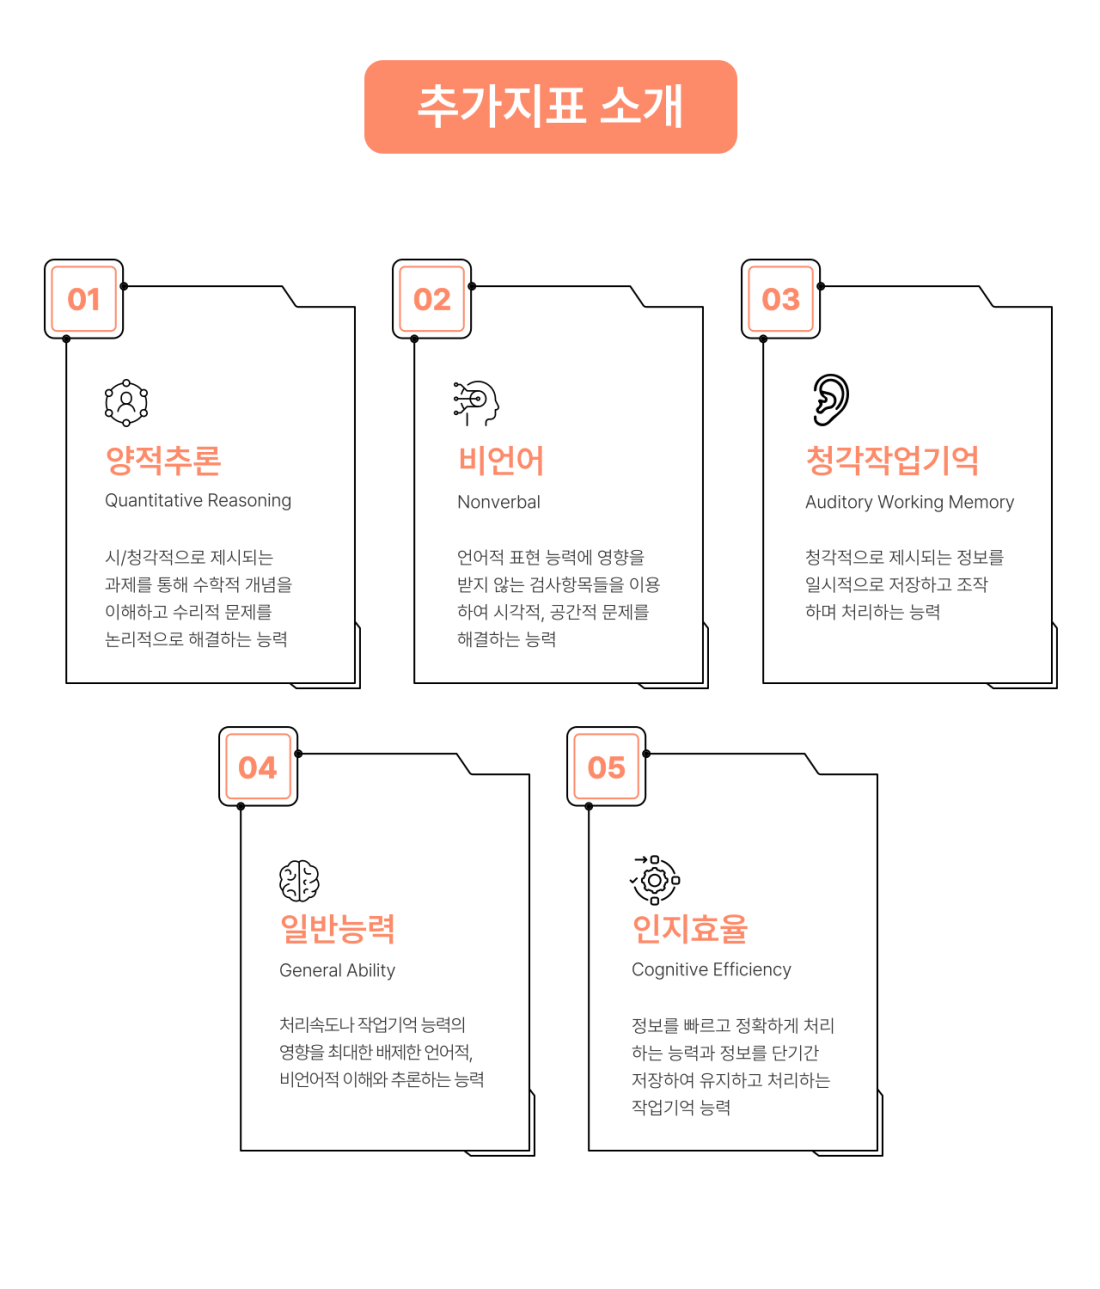 추가지표 소개
01
양적추론
Quantitative Reasoning
시/청각적으로 제시되는
과제를 통해 수학적 개념을
이해하고 수리적 문제를
논리적으로 해결하는 능력
02
비언어
Nonverbal
언어적 표현 능력에 영향을
받지 않는 검사항목들을 이용
하여 시각적, 공간적 문제를
해결하는 능력
03
청각작업기억
Auditory Working Memory
청각적으로 제시되는 정보를
일시적으로 저장하고 조작
하며 처리하는 능력
04
일반능력
General Ability
처리속도나 작업기억 능력의
영향을 최대한 배제한 언어적,
비언어적 이해와 추론하는 능력
05
인지효율
Cognitive Efficiency
정보를 빠르고 정확하게 처리
하는 능력과 정보를 단기간
저장하여 유지하고 처리하는
작업기억 능력